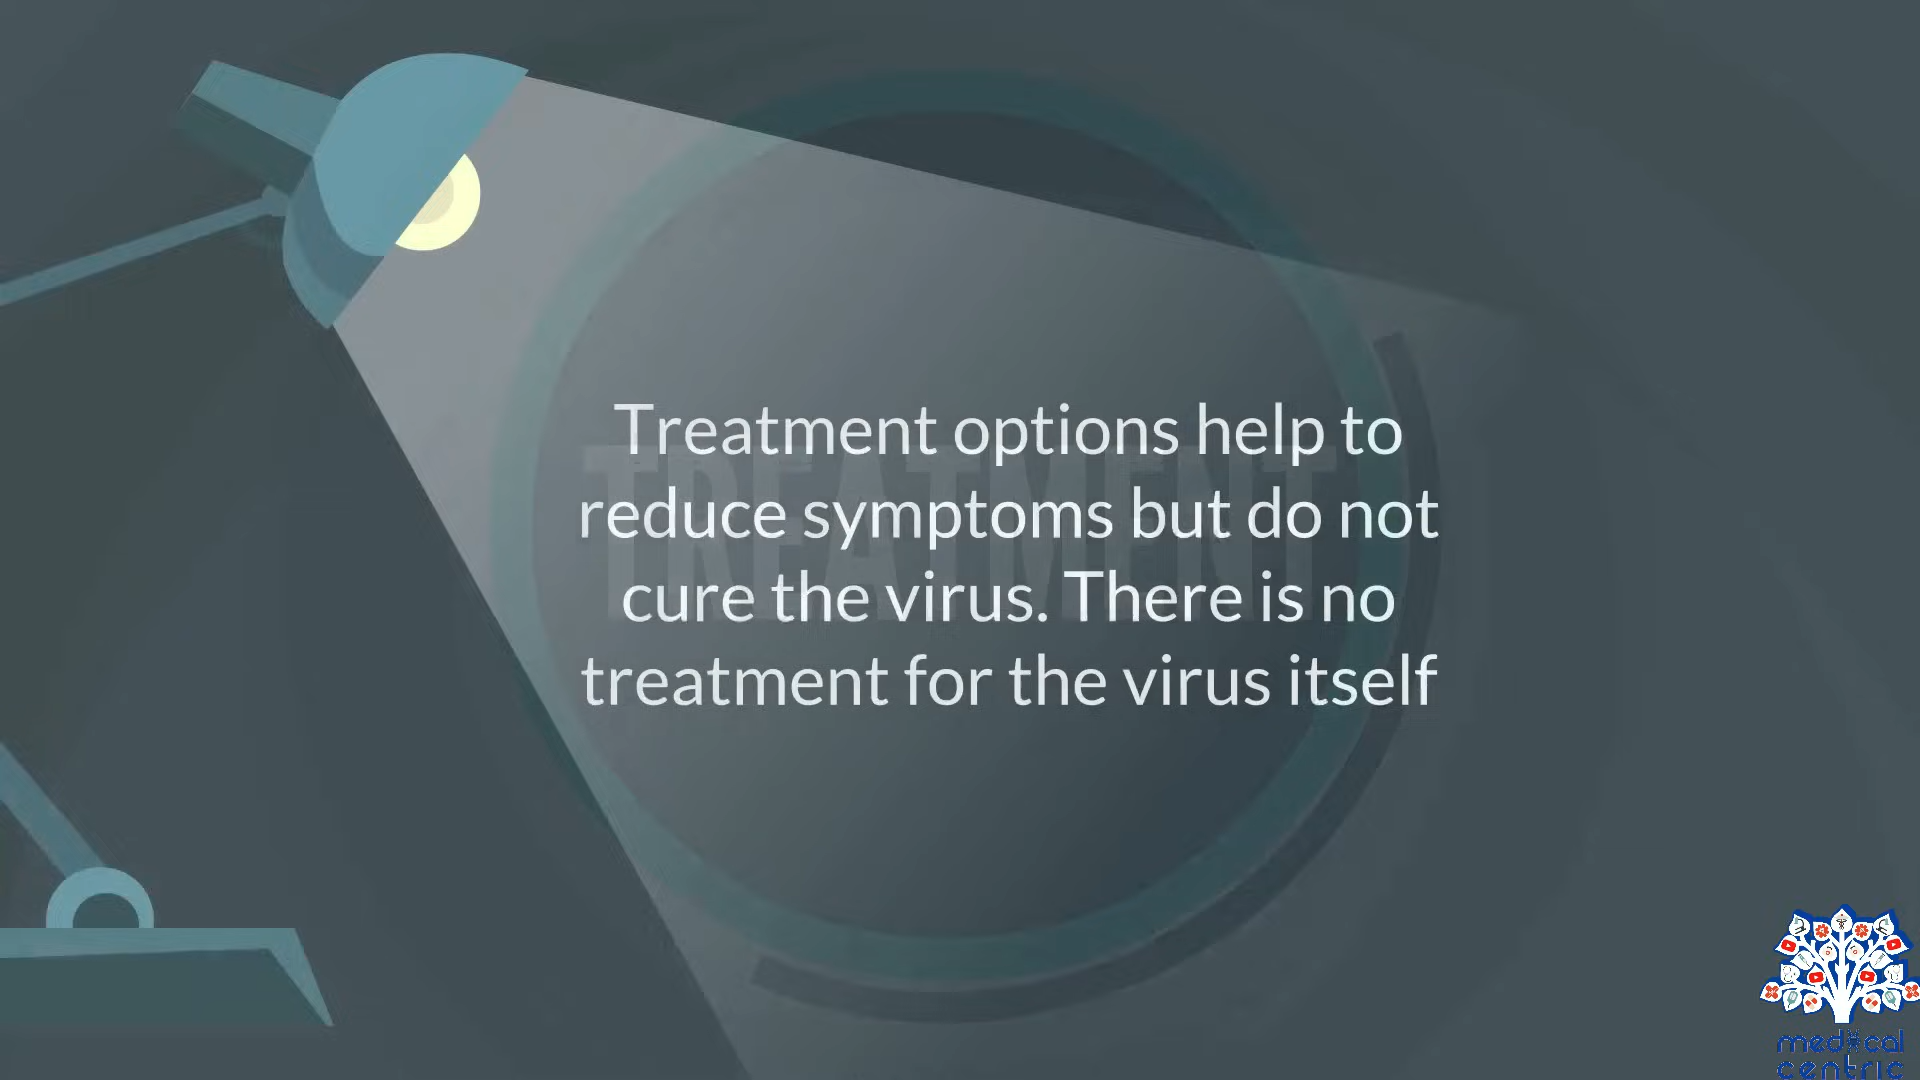 Treatment options help to
reduce symptoms but do not
cure the virus. There is no
treatment for the virus itself
TREATMENT
medical
centric